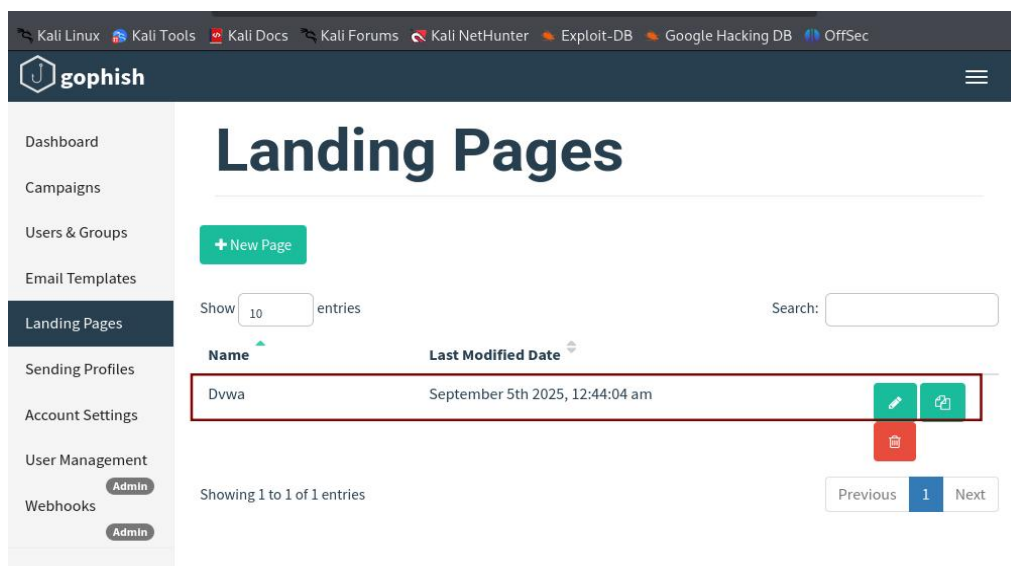 Kali Linux Kali Tools Kali Docs Kali Forums Kali NetHunter Exploit-DB Google Hacking DB OffSec
gophish
Dashboard
Campaigns
Users & Groups
Email Templates
Landing Pages
Sending Profiles
Account Settings
User Management
Admin
Webhooks
Admin
Landing Pages
New Page
Show 10 entries
Search:
Name Last Modified Date
Dvwa September 5th 2025, 12:44:04 am
Showing 1 to 1 of 1 entries
Previous 1 Next